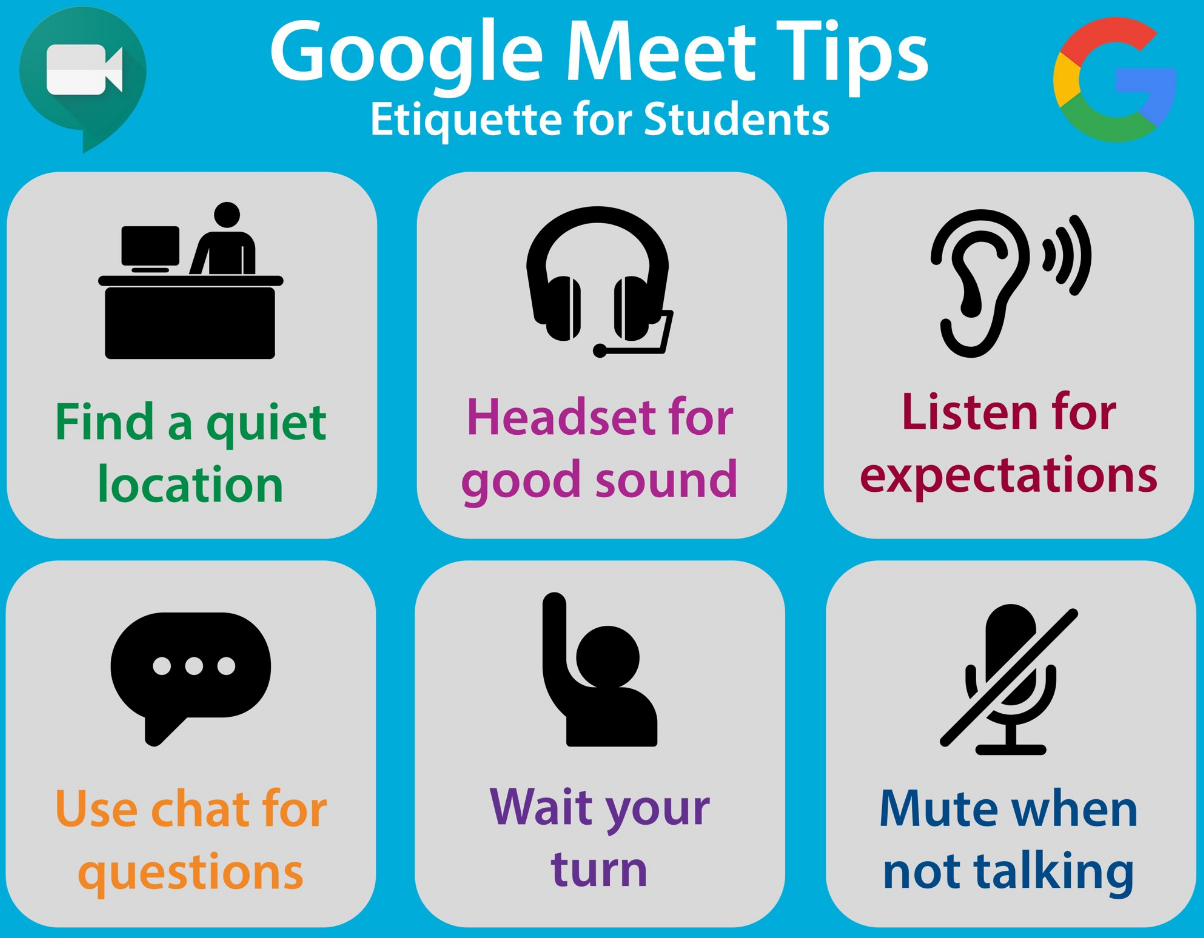 Google Meet Tips
Etiquette for Students
Find a quiet
location
Headset for
good sound
Listen for
expectations
Use chat for
questions
Wait your
turn
Mute when
not talking